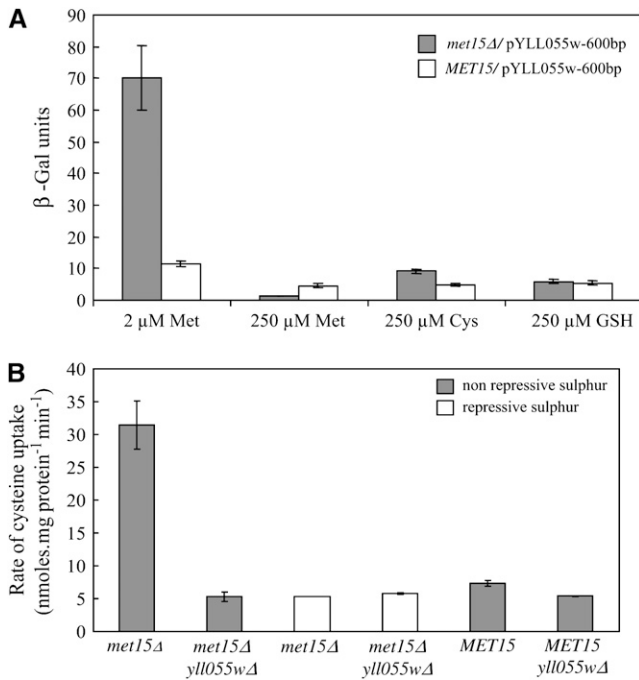 A
β -Gal units
90
80
70
60
50
40
30
20
10
0
met15Δ/ pYLL055w-600bp
MET15/ pYLL055w-600bp
2 µM Met
250 µM Met
250 µM Cys
250 µM GSH
B
Rate of cysteine uptake
(nmoles.mg protein⁻¹ min⁻¹)
40
35
30
25
20
15
10
5
0
non repressive sulphur
repressive sulphur
met15Δ
met15Δ
yll055wΔ
met15Δ
met15Δ
yll055wΔ
MET15
MET15
yll055wΔ